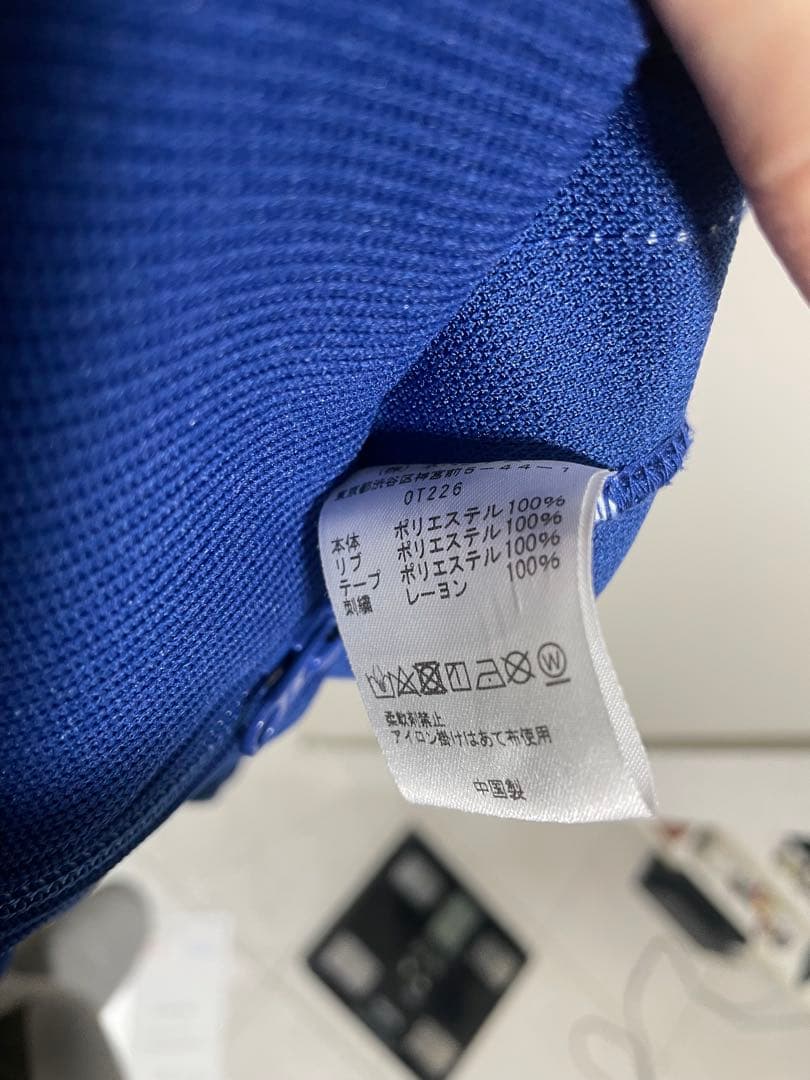 東京都渋谷区神宮前5-44-1
0T226
本体 ポリエステル 100%
リブ ポリエステル 100%
テープ ポリエステル 100%
刺繍 レーヨン 100%
W
柔軟剤禁止
アイロン掛けはあて布使用
中国製